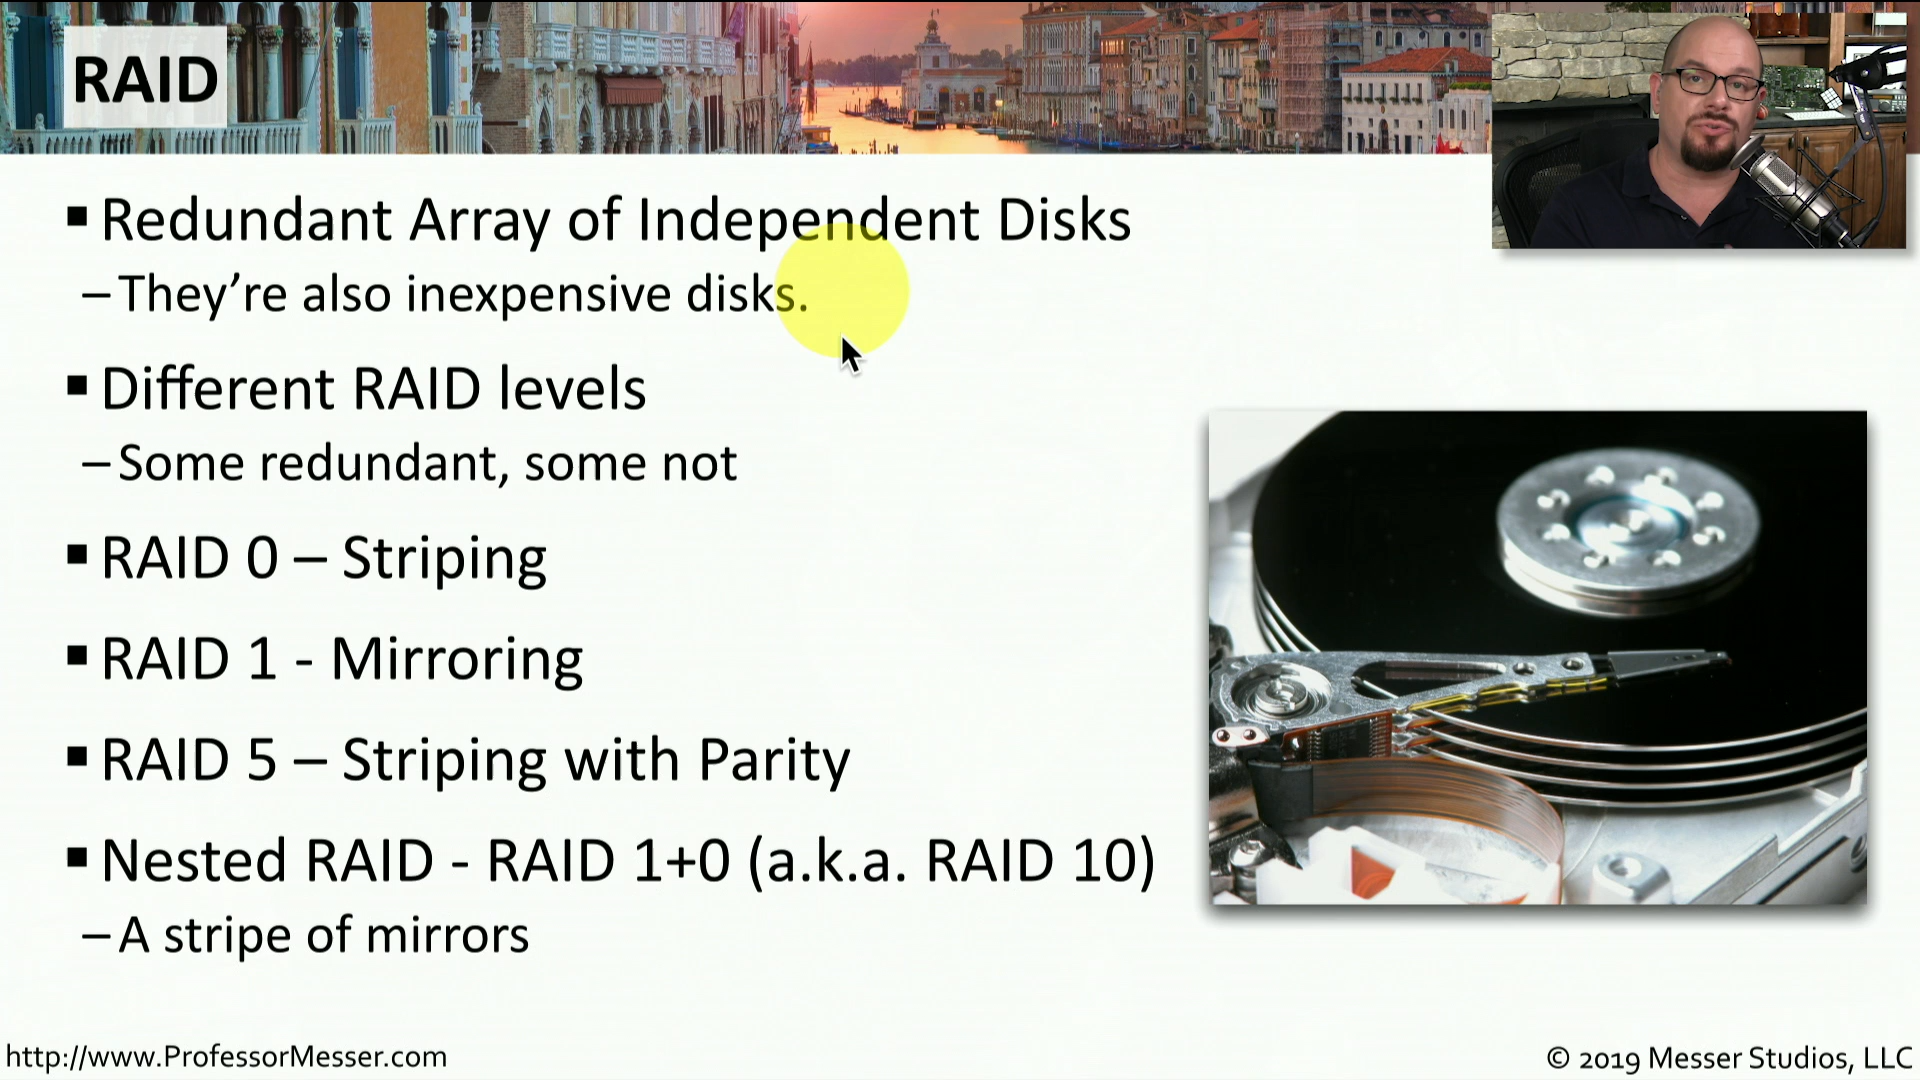 RAID
▪ Redundant Array of Independent Disks
– They’re also inexpensive disks.
▪ Different RAID levels
– Some redundant, some not
▪ RAID 0 – Striping
▪ RAID 1 - Mirroring
▪ RAID 5 – Striping with Parity
▪ Nested RAID - RAID 1+0 (a.k.a. RAID 10)
– A stripe of mirrors
http://www.ProfessorMesser.com
© 2019 Messer Studios, LLC